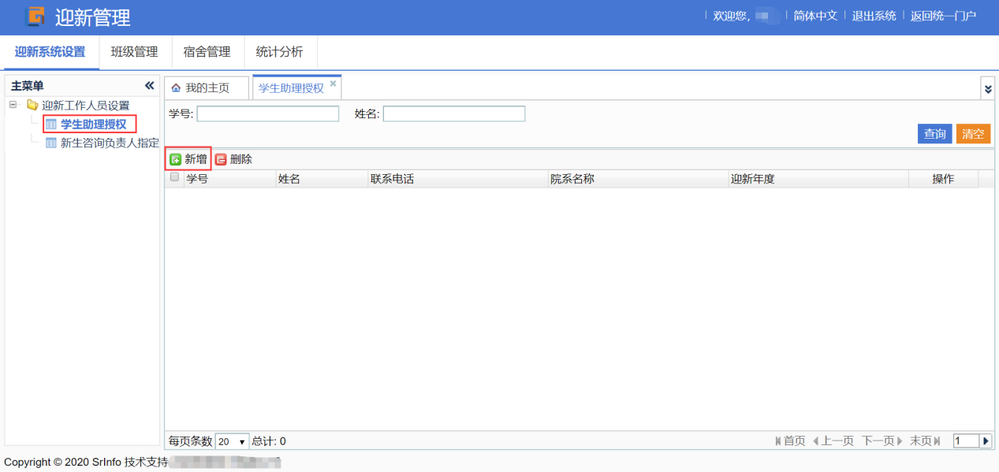 迎新管理
欢迎您, 简体中文 退出系统 返回统一门户
迎新系统设置 班级管理 宿舍管理 统计分析
主菜单
迎新工作人员设置
学生助理授权
新生咨询负责人指定
我的主页 学生助理授权
学号: 姓名:
查询 清空
新增 删除
学号 姓名 联系电话 院系名称 迎新年度 操作
每页条数 20 总计: 0 首页 上一页 下一页 末页 1
Copyright © 2020 SrInfo 技术支持